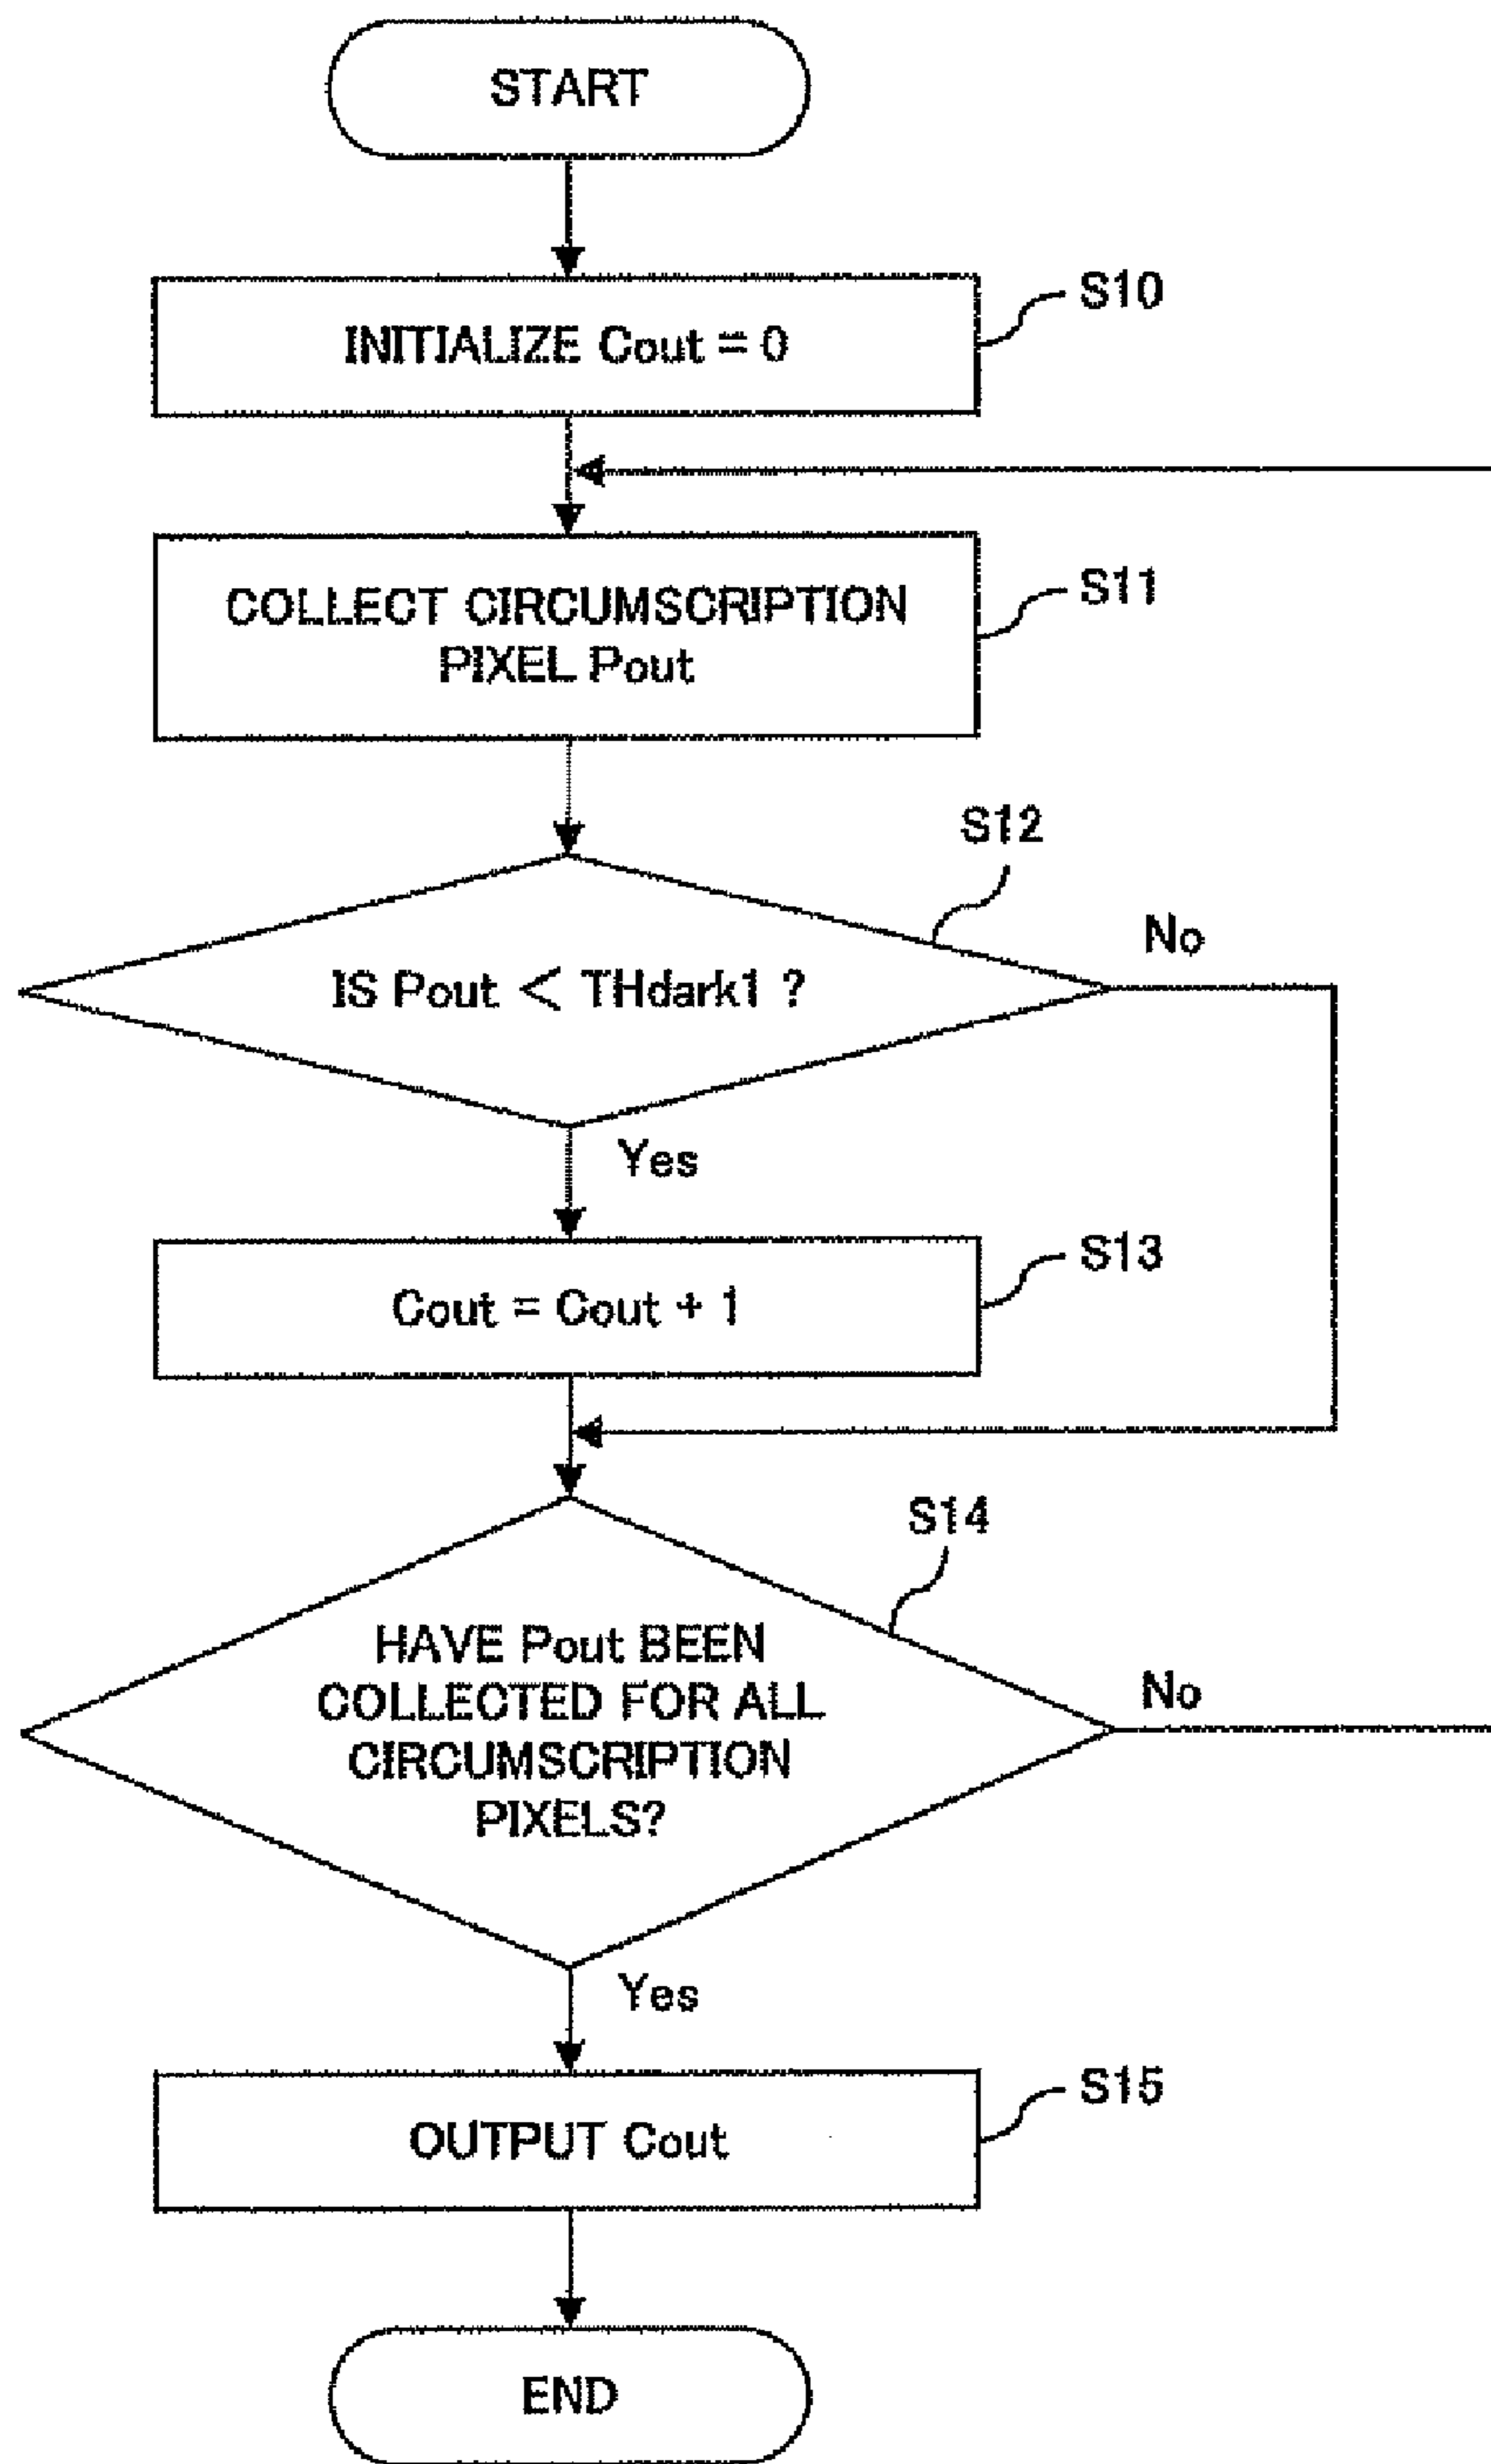 START
INITIALIZE Cout = 0
S10
COLLECT CIRCUMSCRIPTION
PIXEL Pout
S11
S12
IS Pout < THdark1 ?
No
Yes
Cout = Cout + 1
S13
S14
HAVE Pout BEEN
COLLECTED FOR ALL
CIRCUMSCRIPTION
PIXELS?
No
Yes
OUTPUT Cout
S15
END